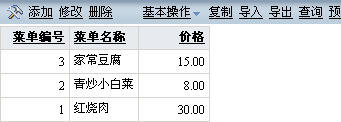 添加 修改 删除 基本操作 复制 导入 导出 查询 预
菜单编号 菜单名称 价格
3 家常豆腐 15.00
2 青炒小白菜 8.00
1 红烧肉 30.00